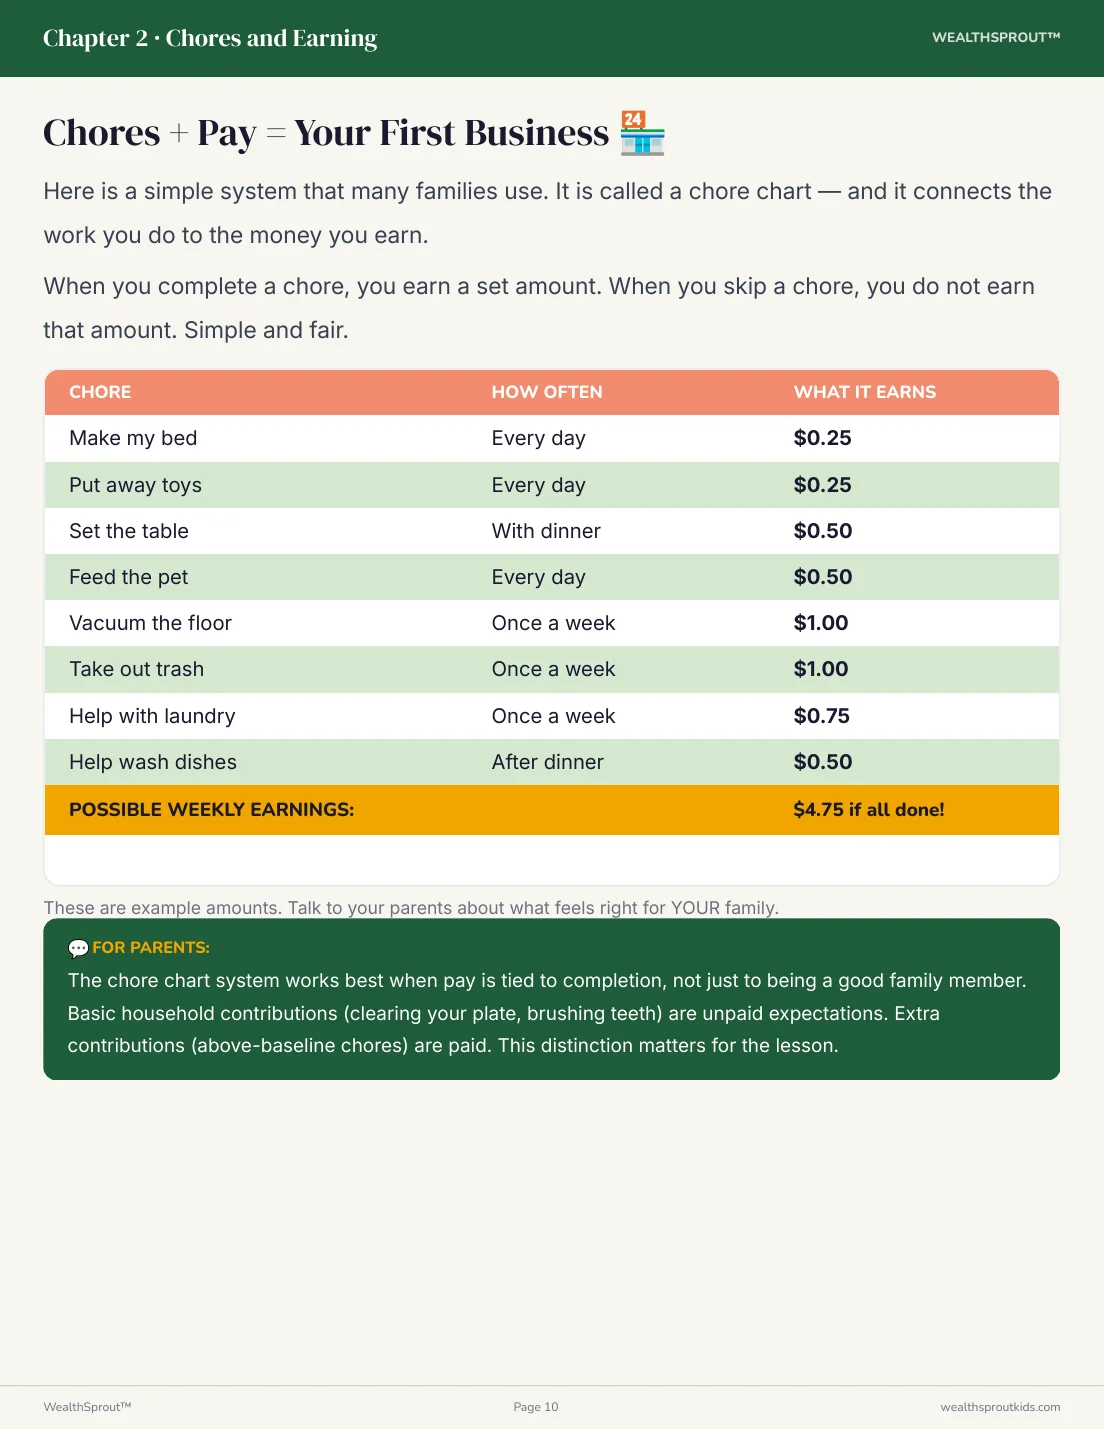 Chapter 2 · Chores and Earning
WEALTHSPROUT™
Chores + Pay = Your First Business
24
Here is a simple system that many families use. It is called a chore chart — and it connects the
work you do to the money you earn.
When you complete a chore, you earn a set amount. When you skip a chore, you do not earn
that amount. Simple and fair.
CHORE HOW OFTEN WHAT IT EARNS
Make my bed Every day $0.25
Put away toys Every day $0.25
Set the table With dinner $0.50
Feed the pet Every day $0.50
Vacuum the floor Once a week $1.00
Take out trash Once a week $1.00
Help with laundry Once a week $0.75
Help wash dishes After dinner $0.50
POSSIBLE WEEKLY EARNINGS: $4.75 if all done!
These are example amounts. Talk to your parents about what feels right for YOUR family.
FOR PARENTS:
The chore chart system works best when pay is tied to completion, not just to being a good family member.
Basic household contributions (clearing your plate, brushing teeth) are unpaid expectations. Extra
contributions (above-baseline chores) are paid. This distinction matters for the lesson.
WealthSprout™ Page 10 wealthsproutkids.com